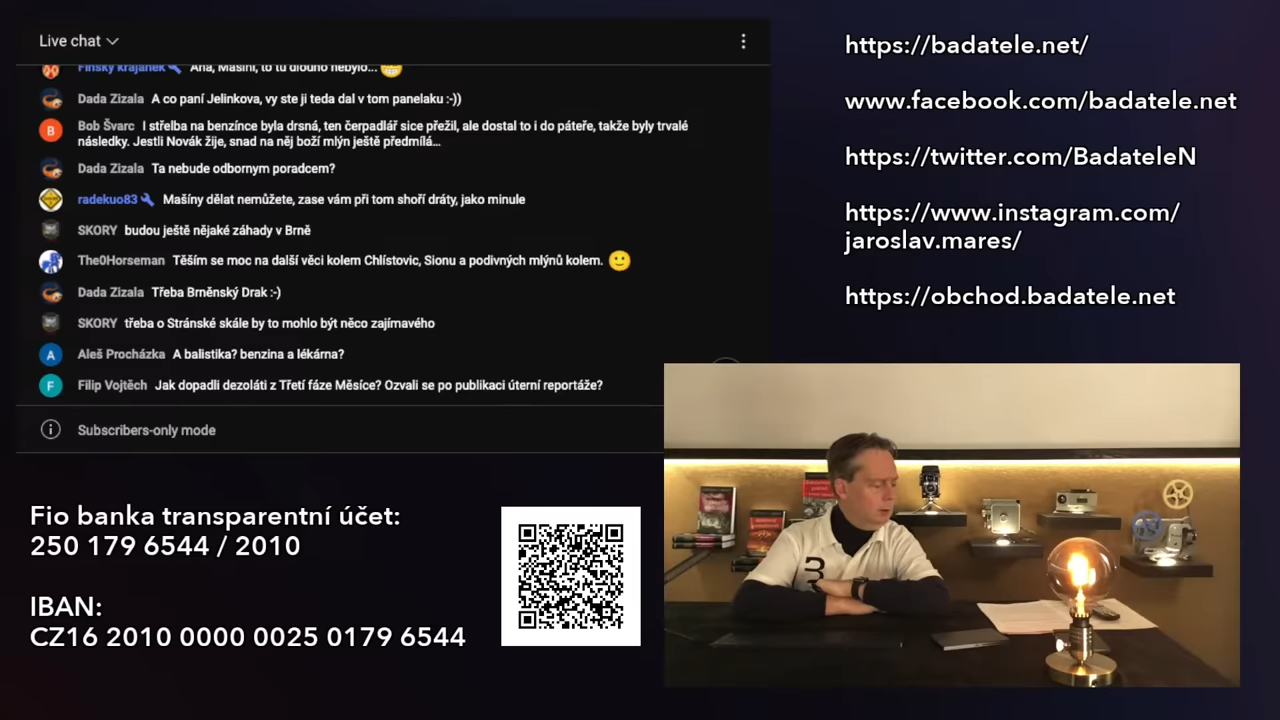 Live chat
Finský krajánek Aha, Mašíni, to tu dlouho nebylo...
Dada Zizala A co paní Jelinkova, vy ste ji teda dal v tom panelaku :-))
B Bob Švarc I střelba na benzínce byla drsná, ten čerpadlář sice přežil, ale dostal to i do páteře, takže byly trvalé
následky. Jestli Novák žije, snad na něj boží mlýn ještě předmílá...
Dada Zizala Ta nebude odbornym poradcem?
radekuo83 Mašíny dělat nemůžete, zase vám při tom shoří dráty, jako minule
SKORY budou ještě nějaké záhady v Brně
The0Horseman Těším se moc na další věci kolem Chlístovic, Sionu a podivných mlýnů kolem.
Dada Zizala Třeba Brněnský Drak :-)
SKORY třeba o Stránské skále by to mohlo být něco zajímavého
A Aleš Procházka A balistika? benzina a lékárna?
F Filip Vojtěch Jak dopadli dezoláti z Třetí fáze Měsíce? Ozvali se po publikaci úterní reportáže?
Subscribers-only mode
https://badatele.net/
www.facebook.com/badatele.net
https://twitter.com/BadateleN
https://www.instagram.com/
jaroslav.mares/
https://obchod.badatele.net
Fio banka transparentní účet:
250 179 6544 / 2010
IBAN:
CZ16 2010 0000 0025 0179 6544